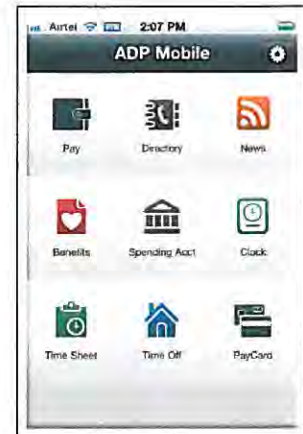 Airtel 2:07 PM
ADP Mobile
Pay Directory News
Benefits Spending Acct Clock
Time Sheet Time Off PayCard